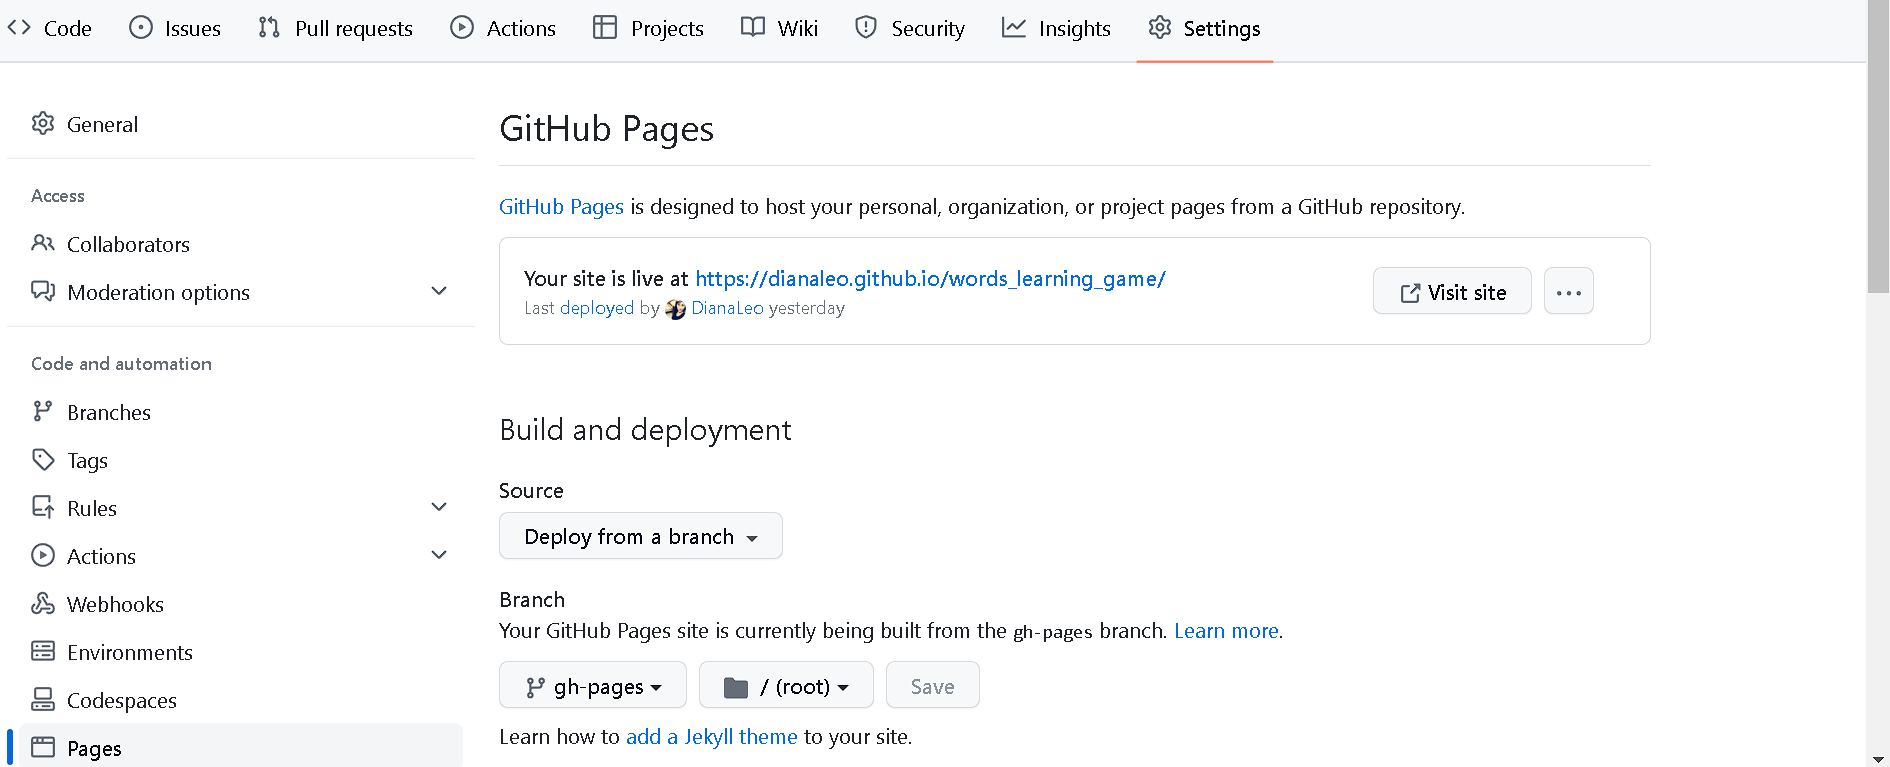 Code Issues Pull requests Actions Projects Wiki Security Insights Settings
General
Access
Collaborators
Moderation options
Code and automation
Branches
Tags
Rules
Actions
Webhooks
Environments
Codespaces
Pages
GitHub Pages
GitHub Pages is designed to host your personal, organization, or project pages from a GitHub repository.
Your site is live at https://dianaleo.github.io/words_learning_game/
Last deployed by DianaLeo yesterday
Visit site
Build and deployment
Source
Deploy from a branch
Branch
Your GitHub Pages site is currently being built from the gh-pages branch. Learn more.
gh-pages / (root) Save
Learn how to add a Jekyll theme to your site.